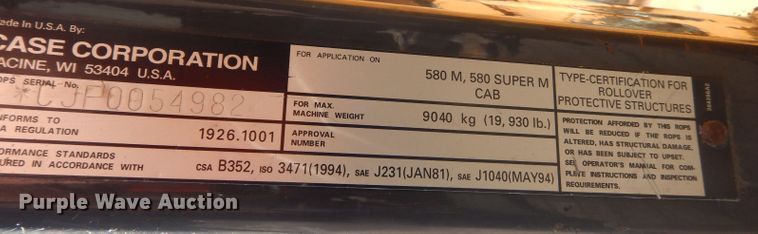 ade In U.S.A. By:
CASE CORPORATION
ACINE, WI 53404 U.S.A.
OPS SERIAL No.
*CJP0054982
NFORMS TO
A REGULATION 1926.1001
ORMANCE STANDARDS
URED IN ACCORDANCE WITH CSA B352, ISO 3471(1994), SAE J231(JAN81), SAE J1040(MAY94)
FOR APPLICATION ON
580 M, 580 SUPER M
CAB
FOR MAX.
MACHINE WEIGHT 9040 kg (19, 930 lb.)
APPROVAL
NUMBER
TYPE-CERTIFICATION FOR
ROLLOVER
PROTECTIVE STRUCTURES
PROTECTION AFFORDED BY THIS ROPS
WILL BE REDUCED IF THE ROPS IS
ALTERED, HAS STRUCTURAL DAMAGE,
OR HAS BEEN SUBJECT TO UPSET.
SEE OPERATOR'S MANUAL FOR COM-
PLETE INSTRUCTIONS AND INSPECTION
REQUIREMENTS.
Purple Wave Auction